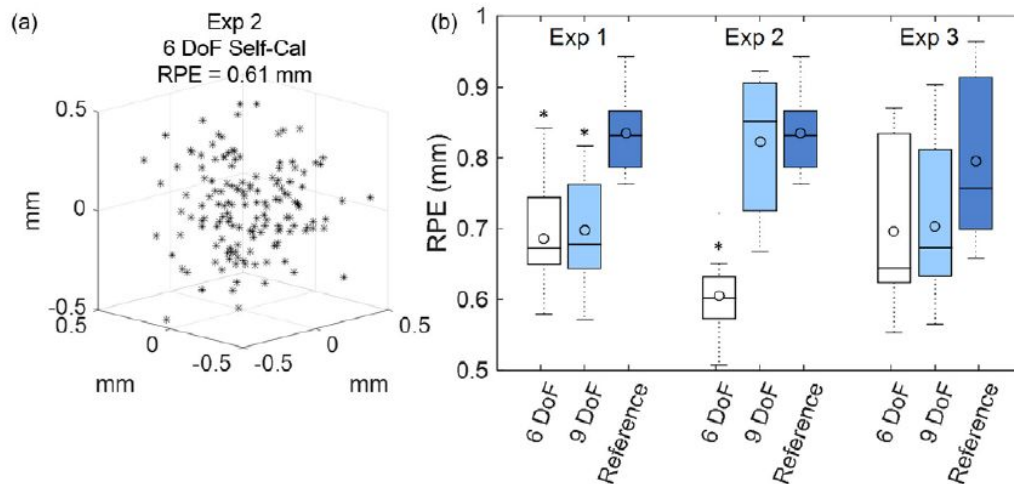 (a)
Exp 2
6 DoF Self-Cal
RPE = 0.61 mm
0.5
0
-0.5
mm
0.5
0
-0.5
mm
-0.5
0
0.5
mm
(b)
1
0.9
0.8
0.7
0.6
0.5
RPE (mm)
Exp 1
Exp 2
Exp 3
*
*
*
6 DoF
9 DoF
Reference
6 DoF
9 DoF
Reference
6 DoF
9 DoF
Reference